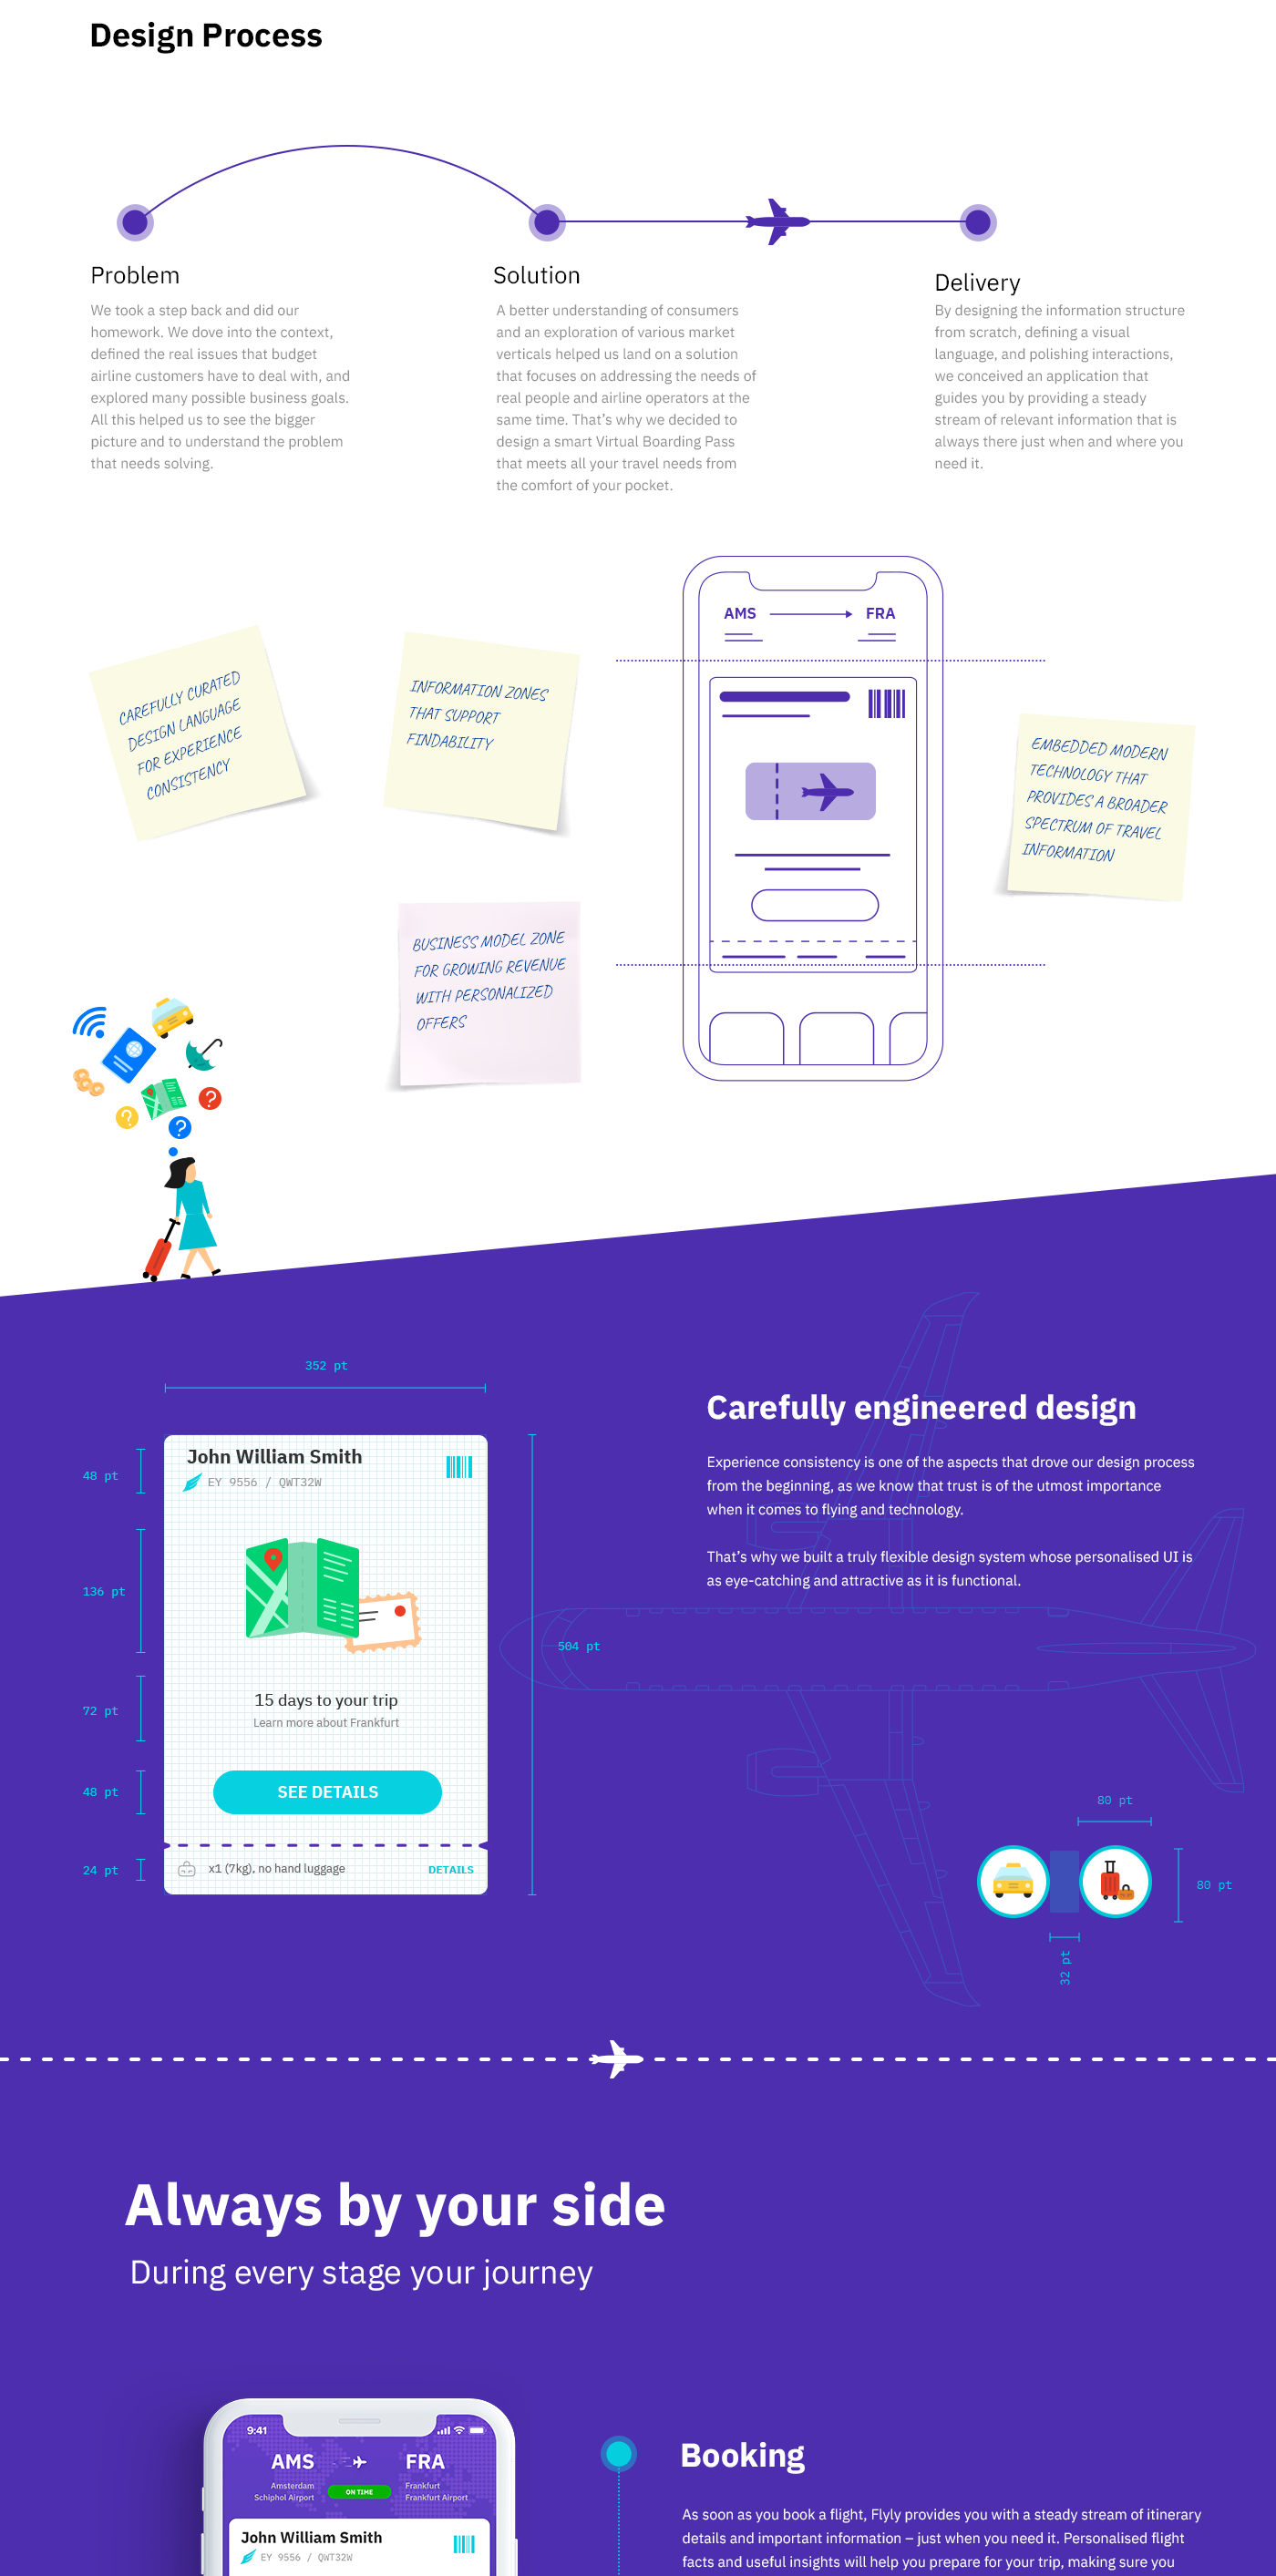 Design Process
Problem
We took a step back and did our
homework. We dove into the context,
defined the real issues that budget
airline customers have to deal with, and
explored many possible business goals.
All this helped us to see the bigger
picture and to understand the problem
that needs solving.
Solution
A better understanding of consumers
and an exploration of various market
verticals helped us land on a solution
that focuses on addressing the needs of
real people and airline operators at the
same time. That’s why we decided to
design a smart Virtual Boarding Pass
that meets all your travel needs from
the comfort of your pocket.
Delivery
By designing the information structure
from scratch, defining a visual
language, and polishing interactions,
we conceived an application that
guides you by providing a steady
stream of relevant information that is
always there just when and where you
need it.
CAREFULLY CURATED
DESIGN LANGUAGE
FOR EXPERIENCE
CONSISTENCY
INFORMATION ZONES
THAT SUPPORT
FINDABILITY
AMS
FRA
EMBEDDED MODERN
TECHNOLOGY THAT
PROVIDES A BROADER
SPECTRUM OF TRAVEL
INFORMATION
BUSINESS MODEL ZONE
FOR GROWING REVENUE
WITH PERSONALIZED
OFFERS
?
?
?
352 pt
48 pt
136 pt
72 pt
48 pt
24 pt
504 pt
John William Smith
EY 9556 / QWT32W
15 days to your trip
Learn more about Frankfurt
SEE DETAILS
x1 (7kg), no hand luggage
DETAILS
Carefully engineered design
Experience consistency is one of the aspects that drove our design process
from the beginning, as we know that trust is of the utmost importance
when it comes to flying and technology.
That’s why we built a truly flexible design system whose personalised UI is
as eye-catching and attractive as it is functional.
80 pt
80 pt
32 pt
Always by your side
During every stage your journey
9:41
AMS
FRA
Amsterdam
Schiphol Airport
ON TIME
Frankfurt
Frankfurt Airport
John William Smith
EY 9556 / QWT32W
Booking
As soon as you book a flight, Flyly provides you with a steady stream of itinerary
details and important information – just when you need it. Personalised flight
facts and useful insights will help you prepare for your trip, making sure you